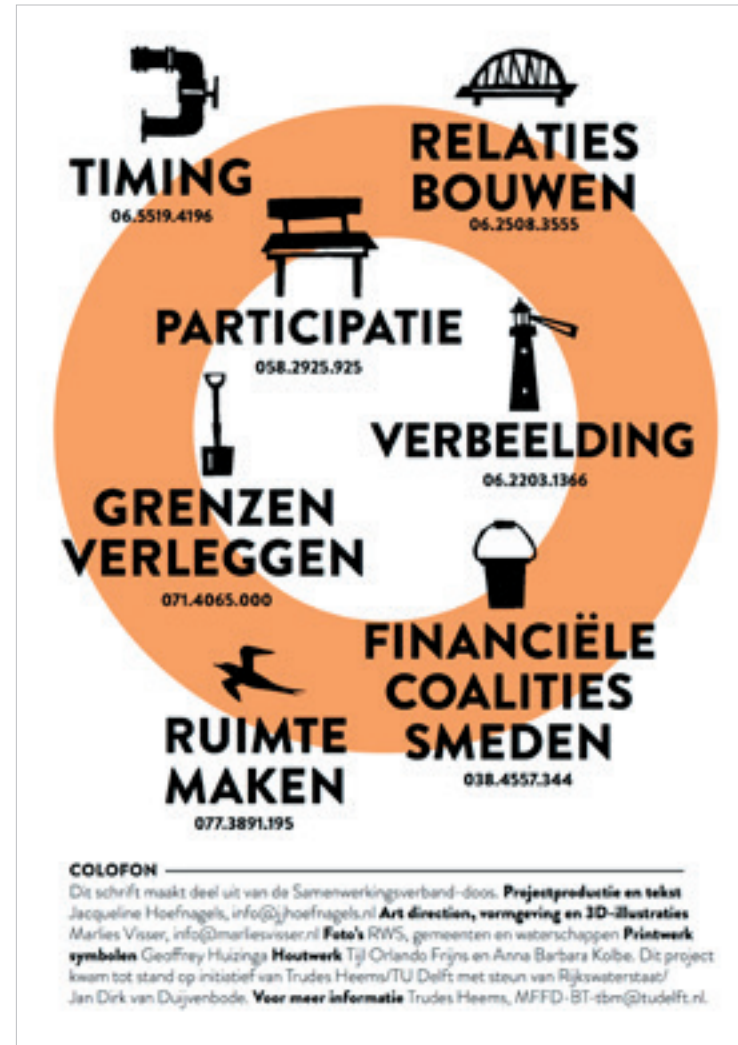 TIMING
06.5519.4196
RELATIES
BOUWEN
06.2508.3555
PARTICIPATIE
058.2925.925
VERBEELDING
06.2203.1366
GRENZEN
VERLEGGEN
071.4065.000
FINANCIËLE
COALITIES
SMEDEN
038.4557.344
RUIMTE
MAKEN
077.3891.195
COLOFON
Dit schrift maakt deel uit van de Samenwerkingsverband-doos. Projectproductie en tekst
Jacqueline Hoefnagels, info@jjhoefnagels.nl Art direction, vormgeving en 3D-illustraties
Marlies Visser, info@marliesvisser.nl Foto's RWS, gemeenten en waterschappen Printwerk
symbolen Geoffrey Huizinga Houtwerk Tijl Orlando Frijns en Anna Barbara Kolbe. Dit project
kwam tot stand op initiatief van Trudes Heems/TU Delft met steun van Rijkswaterstaat/
Jan Dirk van Duijvenbode. Voor meer informatie Trudes Heems, MFFD-BT-tbm@tudelft.nl.